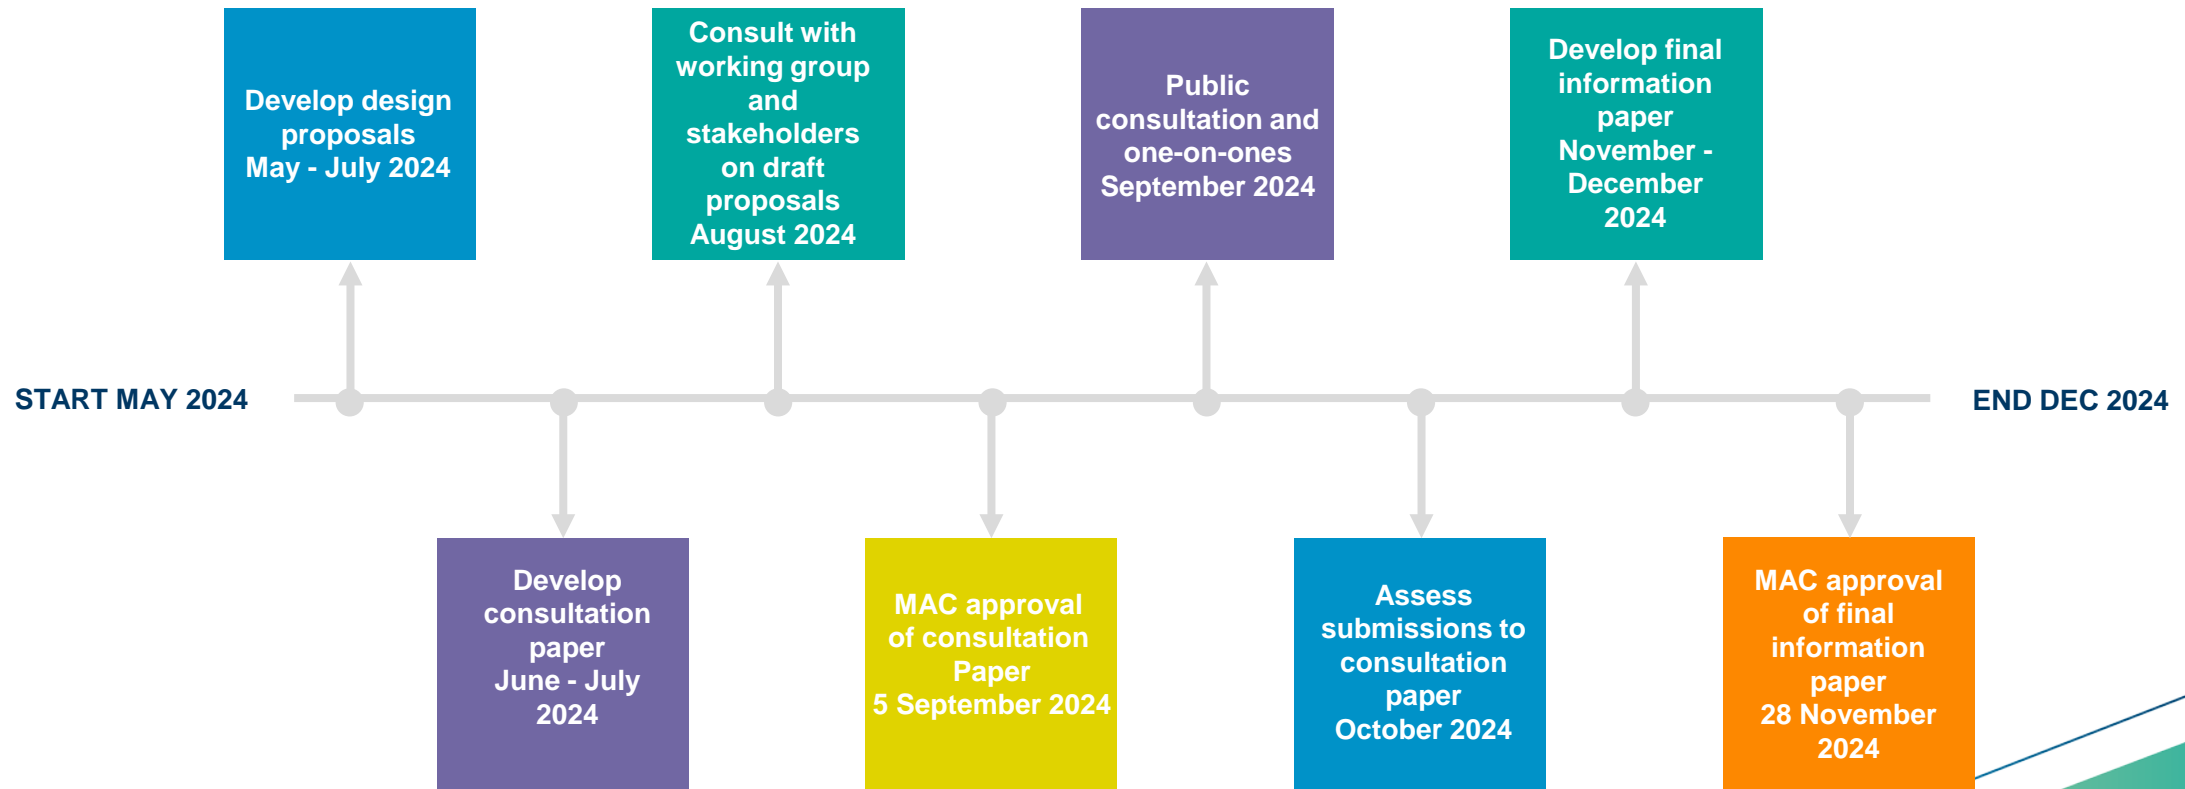 Develop design
proposals
May - July 2024
Consult with
working group
and
stakeholders
on draft
proposals
August 2024
Public
consultation and
one-on-ones
September 2024
Develop final
information
paper
November -
December
2024
START MAY 2024
END DEC 2024
Develop
consultation
paper
June - July
2024
MAC approval
of consultation
Paper
5 September 2024
Assess
submissions to
consultation
paper
October 2024
MAC approval
of final
information
paper
28 November
2024